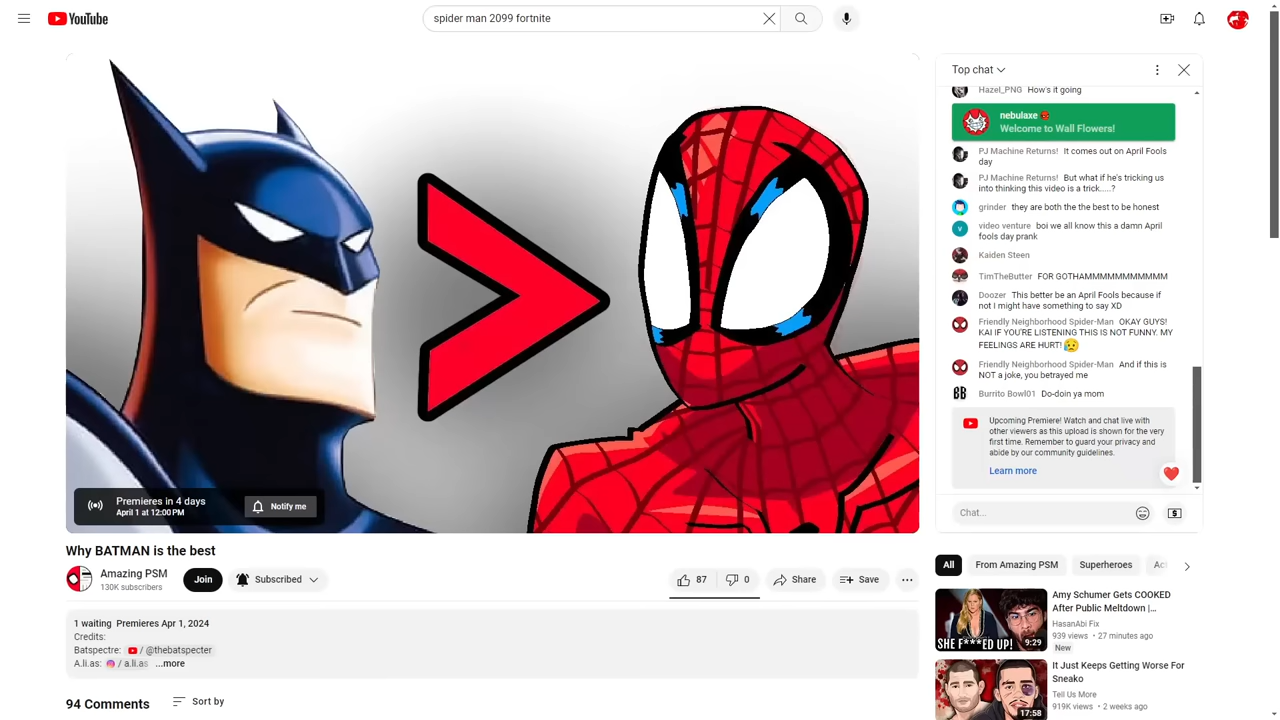 YouTube
spider man 2099 fortnite
Premieres in 4 days
April 1 at 12:00 PM
Notify me
Why BATMAN is the best
Amazing PSM
130K subscribers
Join
Subscribed
87
0
Share
Save
1 waiting  Premieres Apr 1, 2024
Credits:
Batspectre: / @thebatspecter
A.li.as: / a.li.as ...more
94 Comments
Sort by
Top chat
Hazel_PNG How's it going
nebulaxe
Welcome to Wall Flowers!
PJ Machine Returns! It comes out on April Fools
day
PJ Machine Returns! But what if he's tricking us
into thinking this video is a trick.....?
grinder they are both the the best to be honest
V
video venture boi we all know this a damn April
fools day prank
Kaiden Steen
TimTheButter FOR GOTHAMMMMMMMMMMM
Doozer This better be an April Fools because if
not I might have something to say XD
Friendly Neighborhood Spider-Man OKAY GUYS!
KAI IF YOU'RE LISTENING THIS IS NOT FUNNY. MY
FEELINGS ARE HURT!😥
Friendly Neighborhood Spider-Man And if this is
NOT a joke, you betrayed me
BB
Burrito Bowl01 Do-doin ya mom
Upcoming Premiere! Watch and chat live with
other viewers as this upload is shown for the very
first time. Remember to guard your privacy and
abide by our community guidelines.
Learn more
Chat...
All
From Amazing PSM
Superheroes
Ac
SHE F***ED UP!
9:29
Amy Schumer Gets COOKED
After Public Meltdown |...
HasanAbi Fix
939 views • 27 minutes ago
New
17:58
It Just Keeps Getting Worse For
Sneako
Tell Us More
919K views • 2 weeks ago